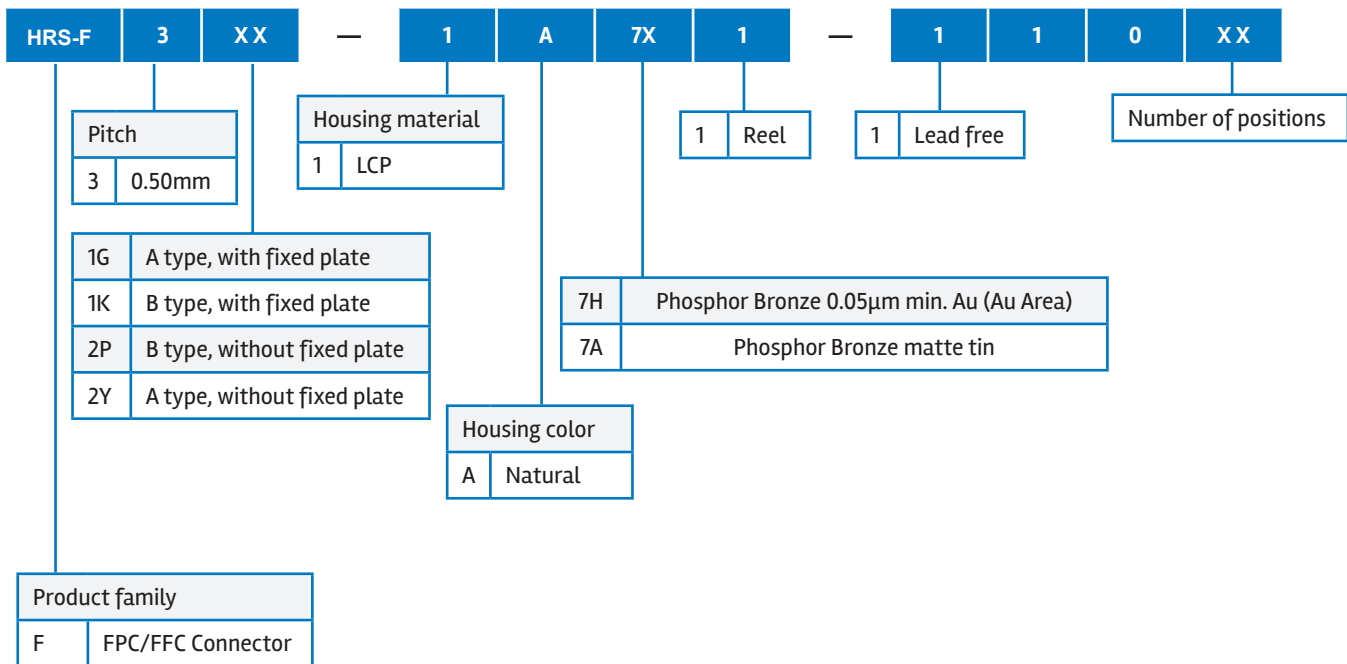 HRS-F 3 X X — 1 A 7X 1 — 1 1 0 X X
Pitch
3 0.50mm
Housing material
1 LCP
1 Reel
1 Lead free
Number of positions
1G A type, with fixed plate
1K B type, with fixed plate
2P B type, without fixed plate
2Y A type, without fixed plate
7H Phosphor Bronze 0.05μm min. Au (Au Area)
7A Phosphor Bronze matte tin
Housing color
A Natural
Product family
F FPC/FFC Connector